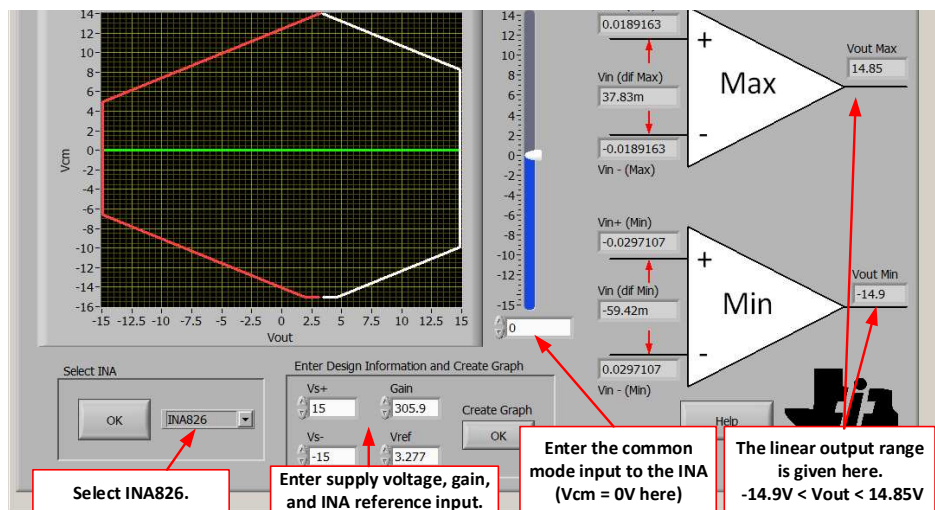 14
12
10
8
6
4
2
0
-2
-4
-6
-8
-10
-12
-14
-16
Vcm
-15 -12.5 -10 -7.5 -5 -2.5 0 2.5 5 7.5 10 12.5 15
Vout
14
12
10
8
6
4
2
0
-2
-4
-6
-8
-10
-12
-15
0
0.0189163
Vin (dif Max)
37.83m
-0.0189163
Vin - (Max)
+
Max
-
Vout Max
14.85
Vin+ (Min)
-0.0297107
Vin (dif Min)
-59.42m
0.0297107
Vin - (Min)
+
Min
-
Vout Min
-14.9
Select INA
OK
INA826
Enter Design Information and Create Graph
Vs+
15
Gain
305.9
Vs-
-15
Vref
3.277
Create Graph
OK
Help
Select INA826.
Enter supply voltage, gain,
and INA reference input.
Enter the common
mode input to the INA
(Vcm = 0V here)
The linear output range
is given here.
-14.9V < Vout < 14.85V